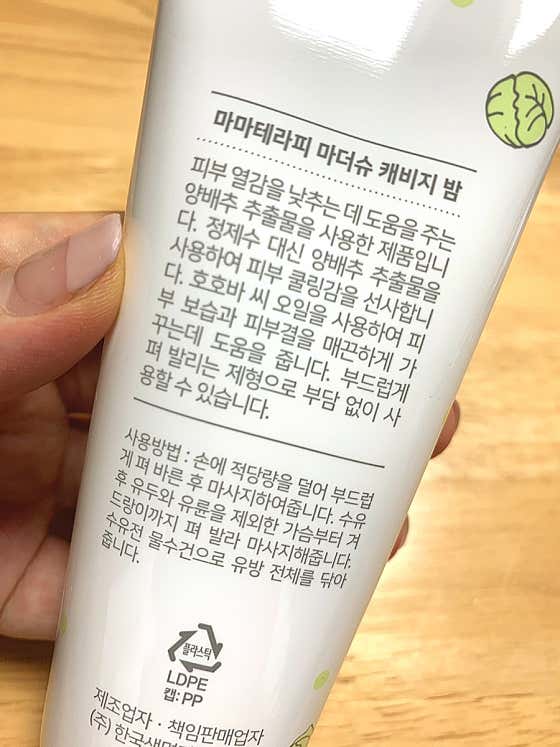 마마테라피 마더슈 캐비지 밤
피부 열감을 낮추는 데 도움을 주는
양배추 추출물을 사용한 제품입니
다. 정제수 대신 양배추 추출물을
사용하여 피부 쿨링감을 선사합니
다. 호호바 씨 오일을 사용하여 피
부 보습과 피부결을 매끈하게 가
꾸는데 도움을 줍니다. 부드럽게
펴 발리는 제형으로 부담 없이 사
용할 수 있습니다.
사용방법 : 손에 적당량을 덜어 부드럽
게 펴 바른 후 마사지하여줍니다. 수유
후 유두와 유륜을 제외한 가슴부터 겨
드랑이까지 펴 발라 마사지해줍니다.
수유전 물수건으로 유방 전체를 닦아
줍니다.
플라스틱
LDPE
캡: PP
제조업자 · 책임판매업자
(주) 한국생명